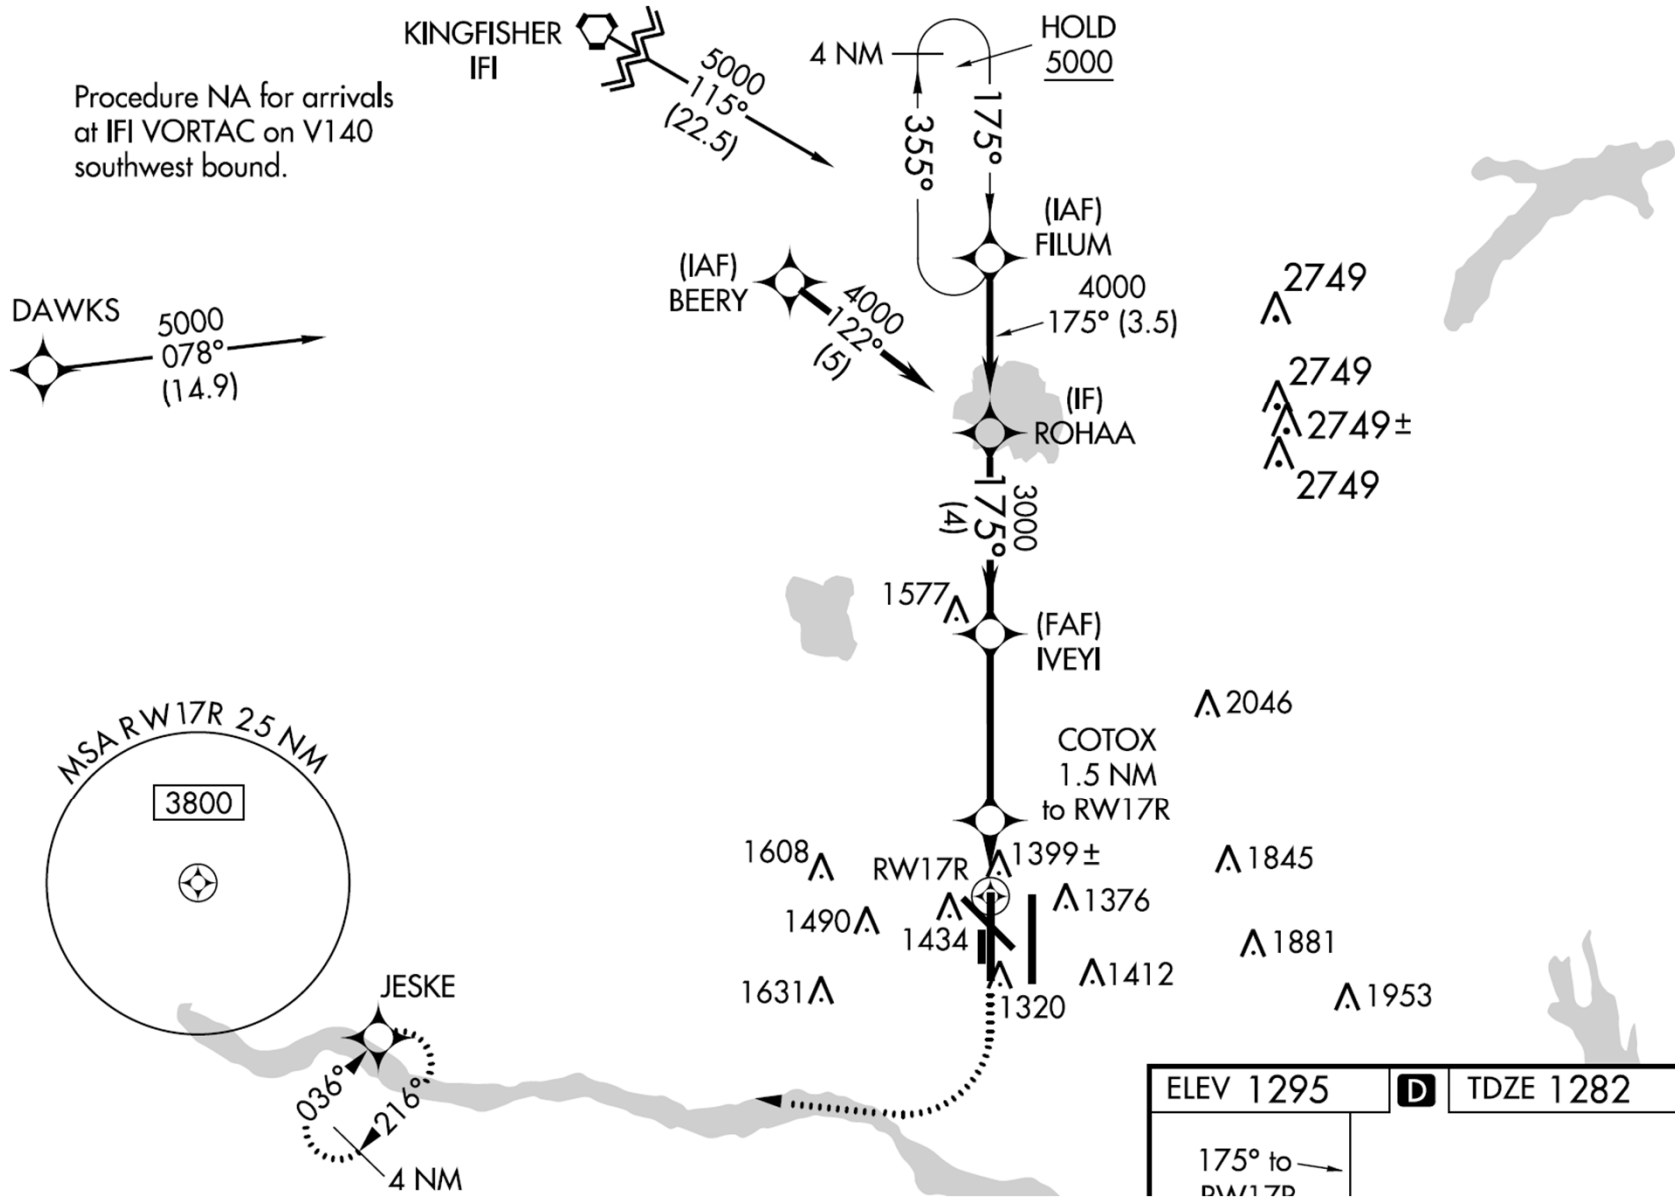 KINGFISHER
IFI
5000
115°
(22.5)
4 NM
HOLD
5000
355°
175°
Procedure NA for arrivals
at IFI VORTAC on V140
southwest bound.
(IAF)
FILUM
4000
175° (3.5)
(IAF)
BEERY
4000
122°
(5)
DAWKS
5000
078°
(14.9)
2749
2749
2749±
2749
(IF)
ROHAA
3000
175°
(4)
1577
(FAF)
IVEYI
2046
COTOX
1.5 NM
to RW17R
MSA RW17R 25 NM
3800
1608
RW17R
1399±
1845
1376
1490
1434
1881
1631
1320
1412
1953
JESKE
036°
216°
4 NM
ELEV 1295
D
TDZE 1282
175° to
RW17R